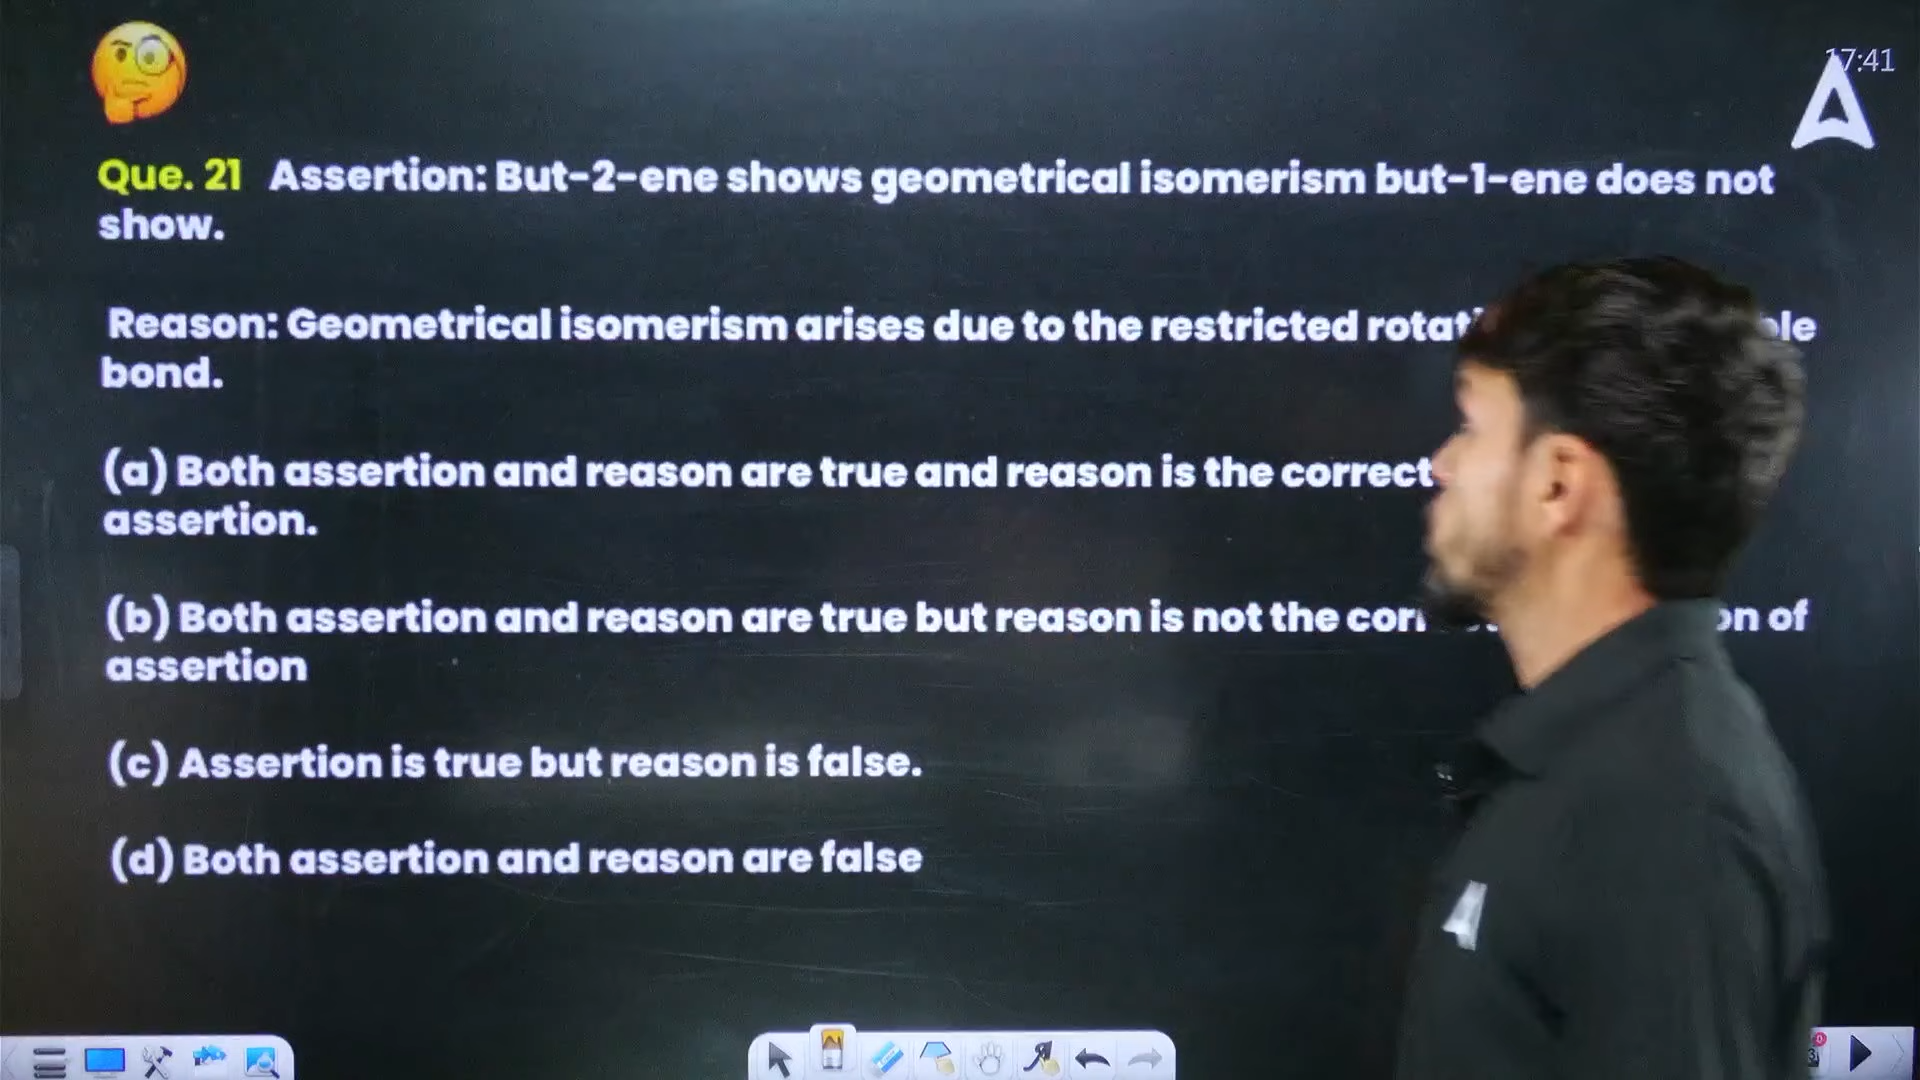 17:41
Que. 21 Assertion: But-2-ene shows geometrical isomerism but-1-ene does not
show.
Reason: Geometrical isomerism arises due to the restricted
bond.
(a) Both assertion and reason are true and reason is the correct
assertion.
(b) Both assertion and reason are true but reason is not the of
assertion
(c) Assertion is true but reason is false.
(d) Both assertion and reason are false